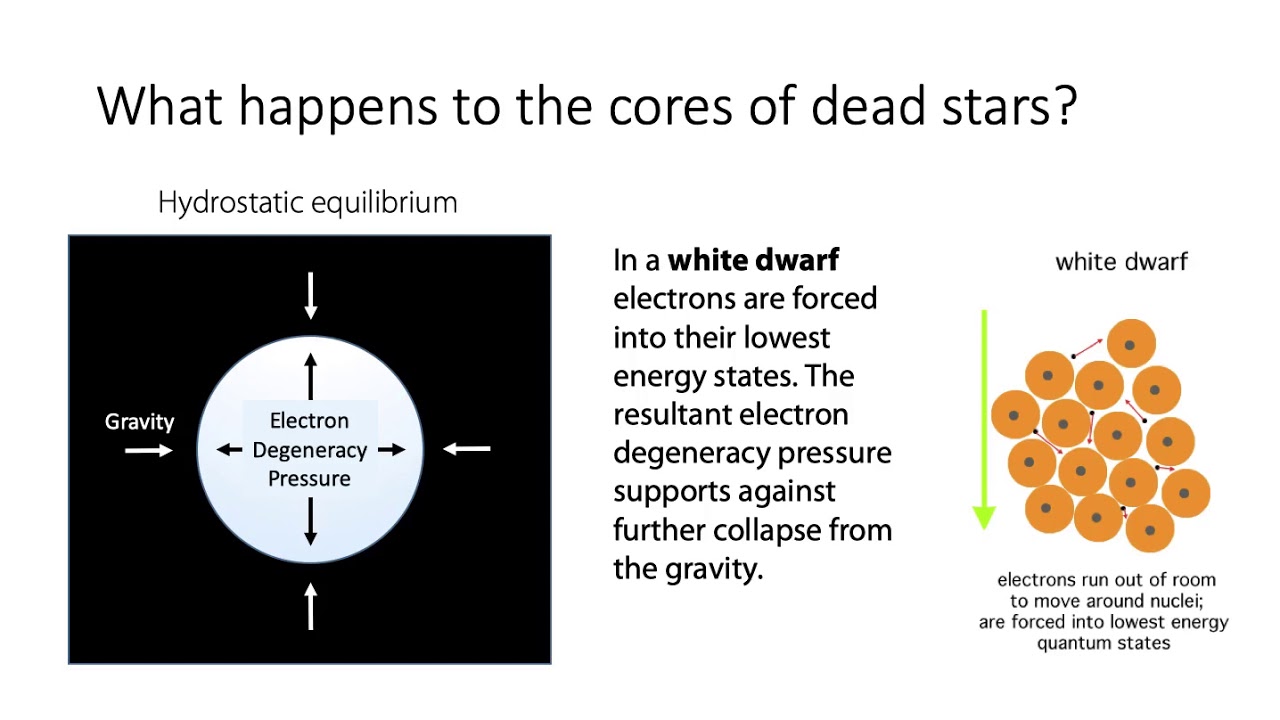 What happens to the cores of dead stars?
Hydrostatic equilibrium
Gravity
Electron
Degeneracy
Pressure
In a white dwarf
electrons are forced
into their lowest
energy states. The
resultant electron
degeneracy pressure
supports against
further collapse from
the gravity.
white dwarf
electrons run out of room
to move around nuclei;
are forced into lowest energy
quantum states